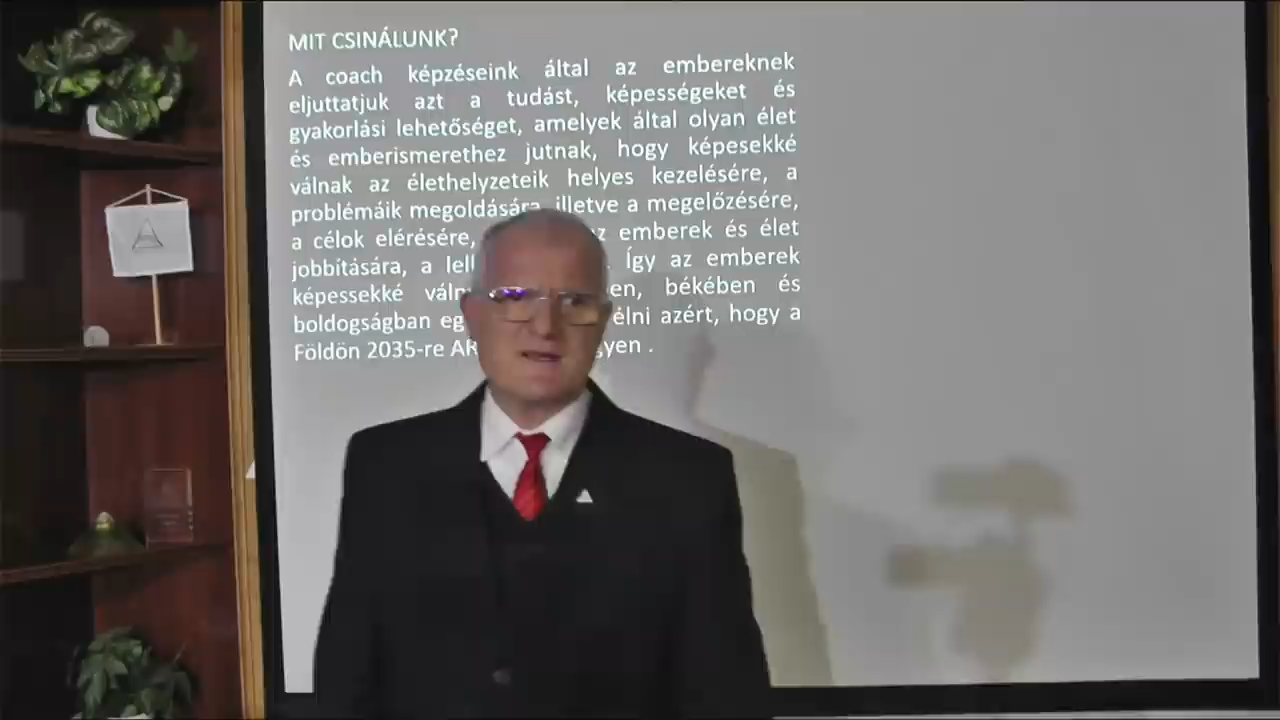 MIT CSINÁLUNK?
A coach képzéseink által az embereknek
eljuttatjuk azt a tudást, képességeket és
gyakorlási lehetőséget, amelyek által olyan élet
és emberismerethez jutnak, hogy képesekké
válnak az élethelyzeteik helyes kezelésére, a
problémáik megoldására, illetve a megelőzésére,
a célok elérésére, emberek és élet
jobbítására, a Így az emberek
képessekké békében és
boldogságban élni azért, hogy a
Földön 2035-re